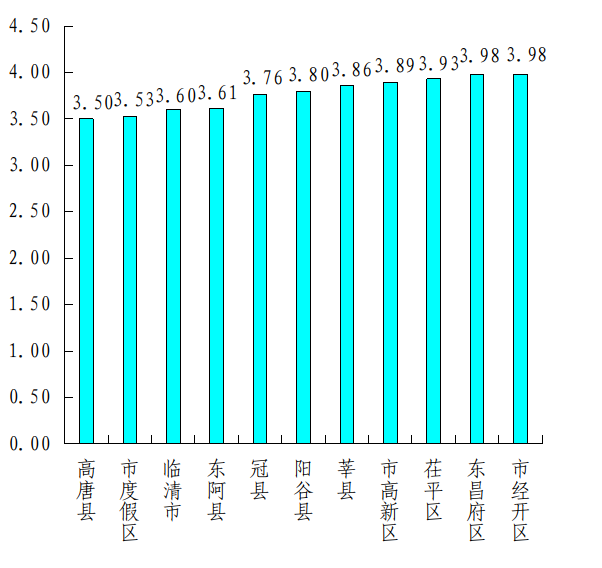 4.50
4.00
3.50
3.00
2.50
2.00
1.50
1.00
0.50
0.00
3.50
3.53
3.60
3.61
3.76
3.80
3.86
3.89
3.93
3.98
3.98
高唐县
市度假区
临清市
东阿县
冠县
阳谷县
莘县
市高新区
茌平区
东昌府区
市经开区